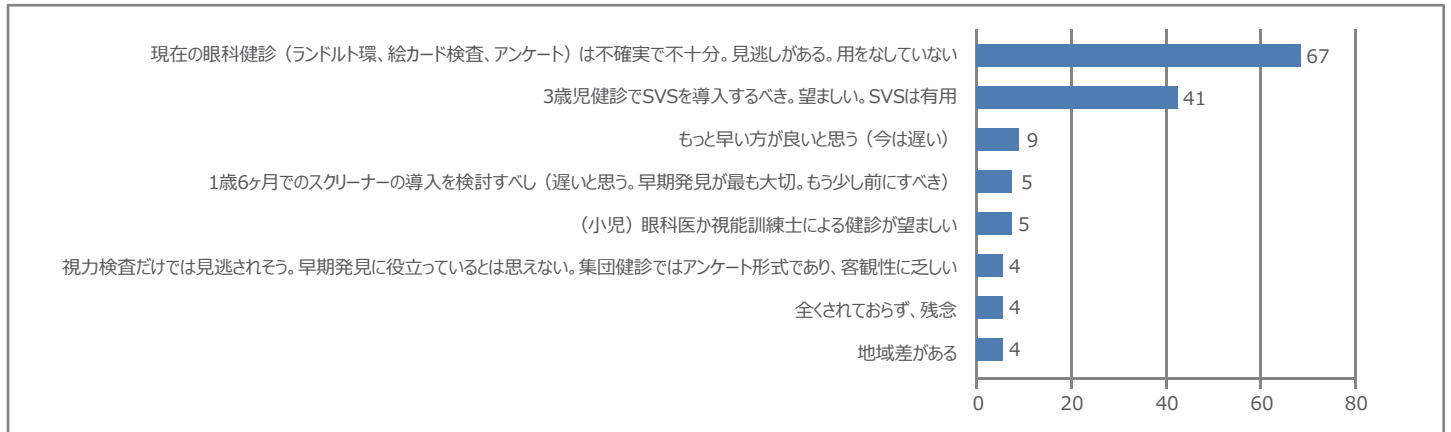 現在の眼科健診（ランドルト環、絵カード検査、アンケート）は不確実で不十分。見逃しがある。用をなしていない 67
3歳児健診でSVSを導入するべき。望ましい。SVSは有用 41
もっと早い方が良いと思う（今は遅い） 9
1歳6ヶ月でのスクリーナーの導入を検討すべし（遅いと思う。早期発見が最も大切。もう少し前にすべき） 5
（小児）眼科医か視能訓練士による健診が望ましい 5
視力検査だけでは見逃されそう。早期発見に役立っているとは思えない。集団健診ではアンケート形式であり、客観性に乏しい 4
全くされておらず、残念 4
地域差がある 4
0 20 40 60 80